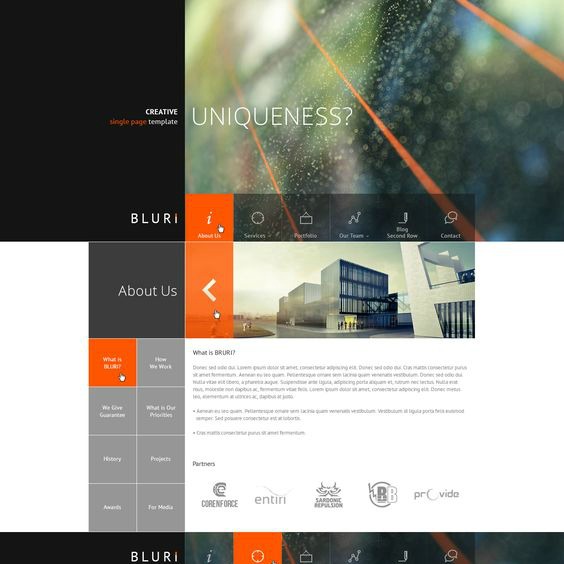 CREATIVE
single page template
UNIQUENESS?
BLURi
i
About Us
Services
Portfolio
Our Team
Blog
Second Row
Contact
About Us
What is
BLURi?
How
We Work
We Give
Guarantee
What is Our
Priorities
History
Projects
Awards
For Media
What is BRURI?
Donec sed odio dui. Lorem ipsum dolor sit amet, consectetur adipiscing elit. Donec sed odio dui. Cras mattis consectetur purus
sit amet fermentum. Aenean eu leo quam. Pellentesque ornare sem lacinia quam venenatis vestibulum. Donec sed odio dui.
Nulla vitae elit libero, a pharetra augue. Suspendisse ante ligula, adipiscing porta aliquam et, rutrum nec lectus. Nulla erat
risus, molestie non dapibus ac, fermentum vitae felis. Lorem ipsum dolor sit amet, consectetur adipiscing elit. Donec metus
leo, elementum at ultrices ac, dapibus at justo.
• Aenean eu leo quam. Pellentesque ornare sem lacinia quam venenatis vestibulum. Vestibulum id ligula porta felis euismod
semper. Sed posuere consectetur est at lobortis.
• Cras mattis consectetur purus sit amet fermentum.
Partners
CORENFORCE
entiri
SARDONIC
REPULSION
RB
provide
BLURi
i